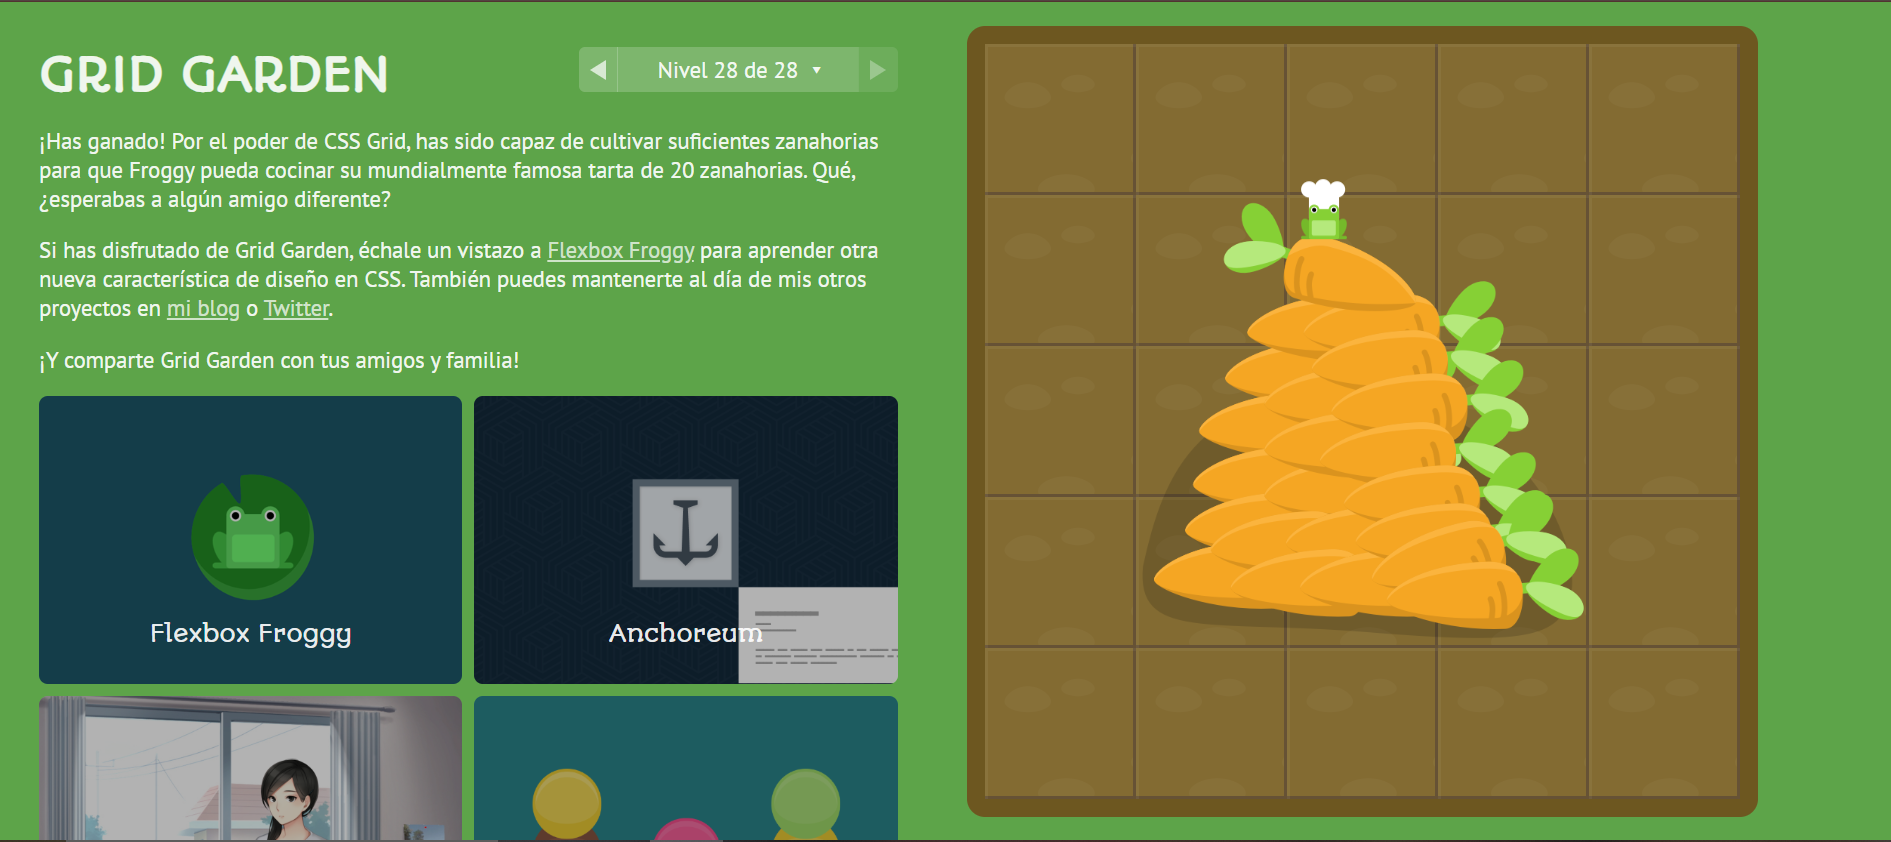 GRID GARDEN
Nivel 28 de 28
¡Has ganado! Por el poder de CSS Grid, has sido capaz de cultivar suficientes zanahorias
para que Froggy pueda cocinar su mundialmente famosa tarta de 20 zanahorias. Qué,
¿esperabas a algún amigo diferente?
Si has disfrutado de Grid Garden, échale un vistazo a Flexbox Froggy para aprender otra
nueva característica de diseño en CSS. También puedes mantenerte al día de mis otros
proyectos en mi blog o Twitter.
¡Y comparte Grid Garden con tus amigos y familia!
Flexbox Froggy
Anchoreum